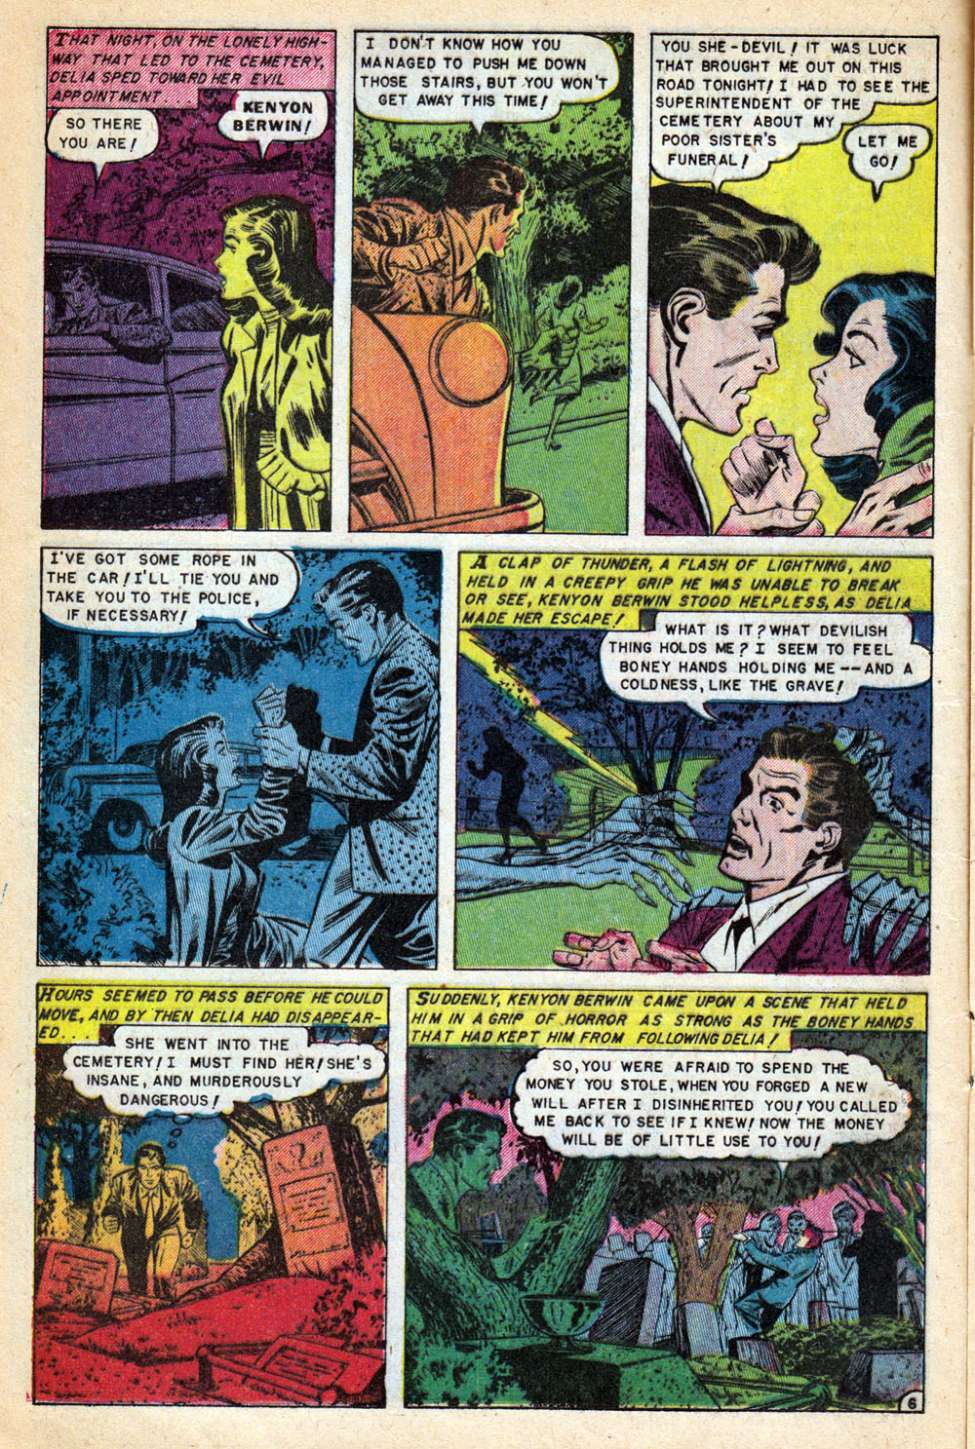 THAT NIGHT, ON THE LONELY HIGH-
WAY THAT LED TO THE CEMETERY,
DELIA SPED TOWARD HER EVIL
APPOINTMENT...
SO THERE
YOU ARE!
KENYON
BERWIN!
I DON'T KNOW HOW YOU
MANAGED TO PUSH ME DOWN
THOSE STAIRS, BUT YOU WON'T
GET AWAY THIS TIME!
YOU SHE-DEVIL! IT WAS LUCK
THAT BROUGHT ME OUT ON THIS
ROAD TONIGHT! I HAD TO SEE THE
SUPERINTENDENT OF THE
CEMETERY ABOUT MY
POOR SISTER'S
FUNERAL!
LET ME
GO!
I'VE GOT SOME ROPE IN
THE CAR! I'LL TIE YOU AND
TAKE YOU TO THE POLICE,
IF NECESSARY!
A CLAP OF THUNDER, A FLASH OF LIGHTNING, AND
HELD IN A CREEPY GRIP HE WAS UNABLE TO BREAK
OR SEE, KENYON BERWIN STOOD HELPLESS, AS DELIA
MADE HER ESCAPE!
WHAT IS IT? WHAT DEVILISH
THING HOLDS ME? I SEEM TO FEEL
BONEY HANDS HOLDING ME--AND A
COLDNESS, LIKE THE GRAVE!
HOURS SEEMED TO PASS BEFORE HE COULD
MOVE, AND BY THEN DELIA HAD DISAPPEAR-
ED...
SHE WENT INTO THE
CEMETERY! I MUST FIND HER! SHE'S
INSANE, AND MURDEROUSLY
DANGEROUS!
SUDDENLY, KENYON BERWIN CAME UPON A SCENE THAT HELD
HIM IN A GRIP OF HORROR AS STRONG AS THE BONEY HANDS
THAT HAD KEPT HIM FROM FOLLOWING DELIA!
SO, YOU WERE AFRAID TO SPEND THE
MONEY YOU STOLE, WHEN YOU FORGED A NEW
WILL AFTER I DISINHERITED YOU! YOU CALLED
ME BACK TO SEE IF I KNEW! NOW THE MONEY
WILL BE OF LITTLE USE TO YOU!
6